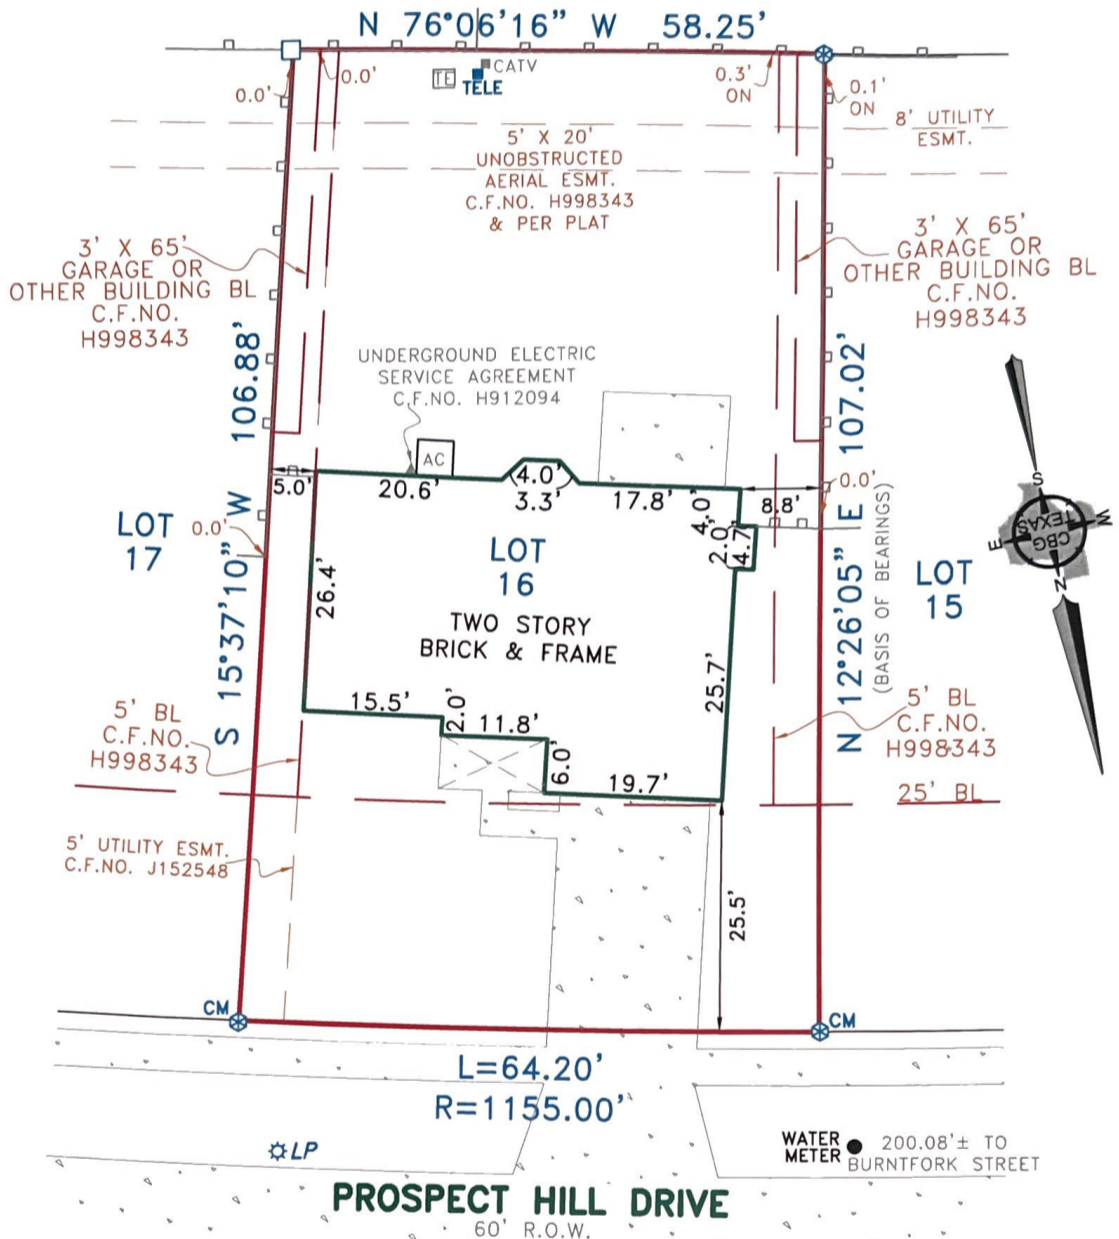 N 76°06'16" W 58.25'
0.0'
0.0'
TE
CATV
TELE
0.3'
ON
0.1'
ON
8' UTILITY
ESMT.
5' X 20'
UNOBSTRUCTED
AERIAL ESMT.
C.F.NO. H998343
& PER PLAT
3' X 65'
GARAGE OR
OTHER BUILDING BL
C.F.NO.
H998343
3' X 65'
GARAGE OR
OTHER BUILDING BL
C.F.NO.
H998343
S 15°37'10" W 106.88'
N 12°26'05" E 107.02'
(BASIS OF BEARINGS)
UNDERGROUND ELECTRIC
SERVICE AGREEMENT
C.F.NO. H912094
AC
5.0'
20.6'
4.0'
3.3'
17.8'
4.0'
2.0'
4.7'
8.8'
0.0'
LOT
17
0.0'
LOT
16
TWO STORY
BRICK & FRAME
LOT
15
S
W
E
N
CBG
TEXAS
26.4'
25.7'
15.5'
2.0'
11.8'
6.0'
19.7'
5' BL
C.F.NO.
H998343
5' BL
C.F.NO.
H998343
25' BL
5' UTILITY ESMT.
C.F.NO. J152548
25.5'
CM
CM
L=64.20'
R=1155.00'
LP
WATER
METER
200.08'± TO
BURNTFORK STREET
PROSPECT HILL DRIVE
60' R.O.W.